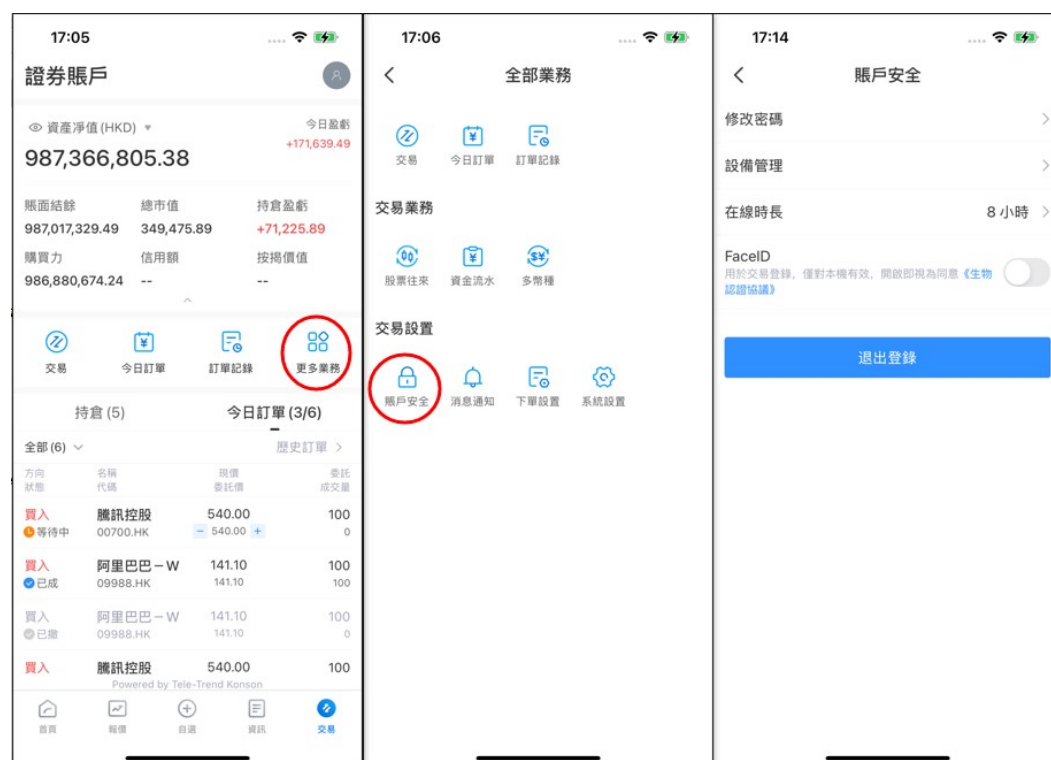 17:05
證券賬戶
資產淨值(HKD)
今日盈虧
987,366,805.38
+171,639.49
賬面結餘 總市值 持倉盈虧
987,017,329.49 349,475.89 +71,225.89
購買力 信用額 按揭價值
986,880,674.24 -- --
交易 今日訂單 訂單記錄 更多業務
持倉(5) 今日訂單(3/6)
全部(6) 歷史訂單 >
方向 名稱 現價 委託
狀態 代碼 委託價 成交量
買入 騰訊控股 540.00 100
等待中 00700.HK − 540.00 + 0
買入 阿里巴巴-W 141.10 100
已成 09988.HK 141.10 100
買入 阿里巴巴-W 141.10 100
已撤 09988.HK 141.10 0
買入 騰訊控股 540.00 100
Powered by Tele-Trend Konson
首頁 報價 自選 資訊 交易
17:06
全部業務
交易 今日訂單 訂單記錄
交易業務
股票往來 資金流水 多幣種
交易設置
賬戶安全 消息通知 下單設置 系統設置
17:14
賬戶安全
修改密碼 >
設備管理 >
在線時長 8 小時 >
FaceID
用於交易登錄，僅對本機有效，開啟即視為同意《生物
認證協議》
退出登錄